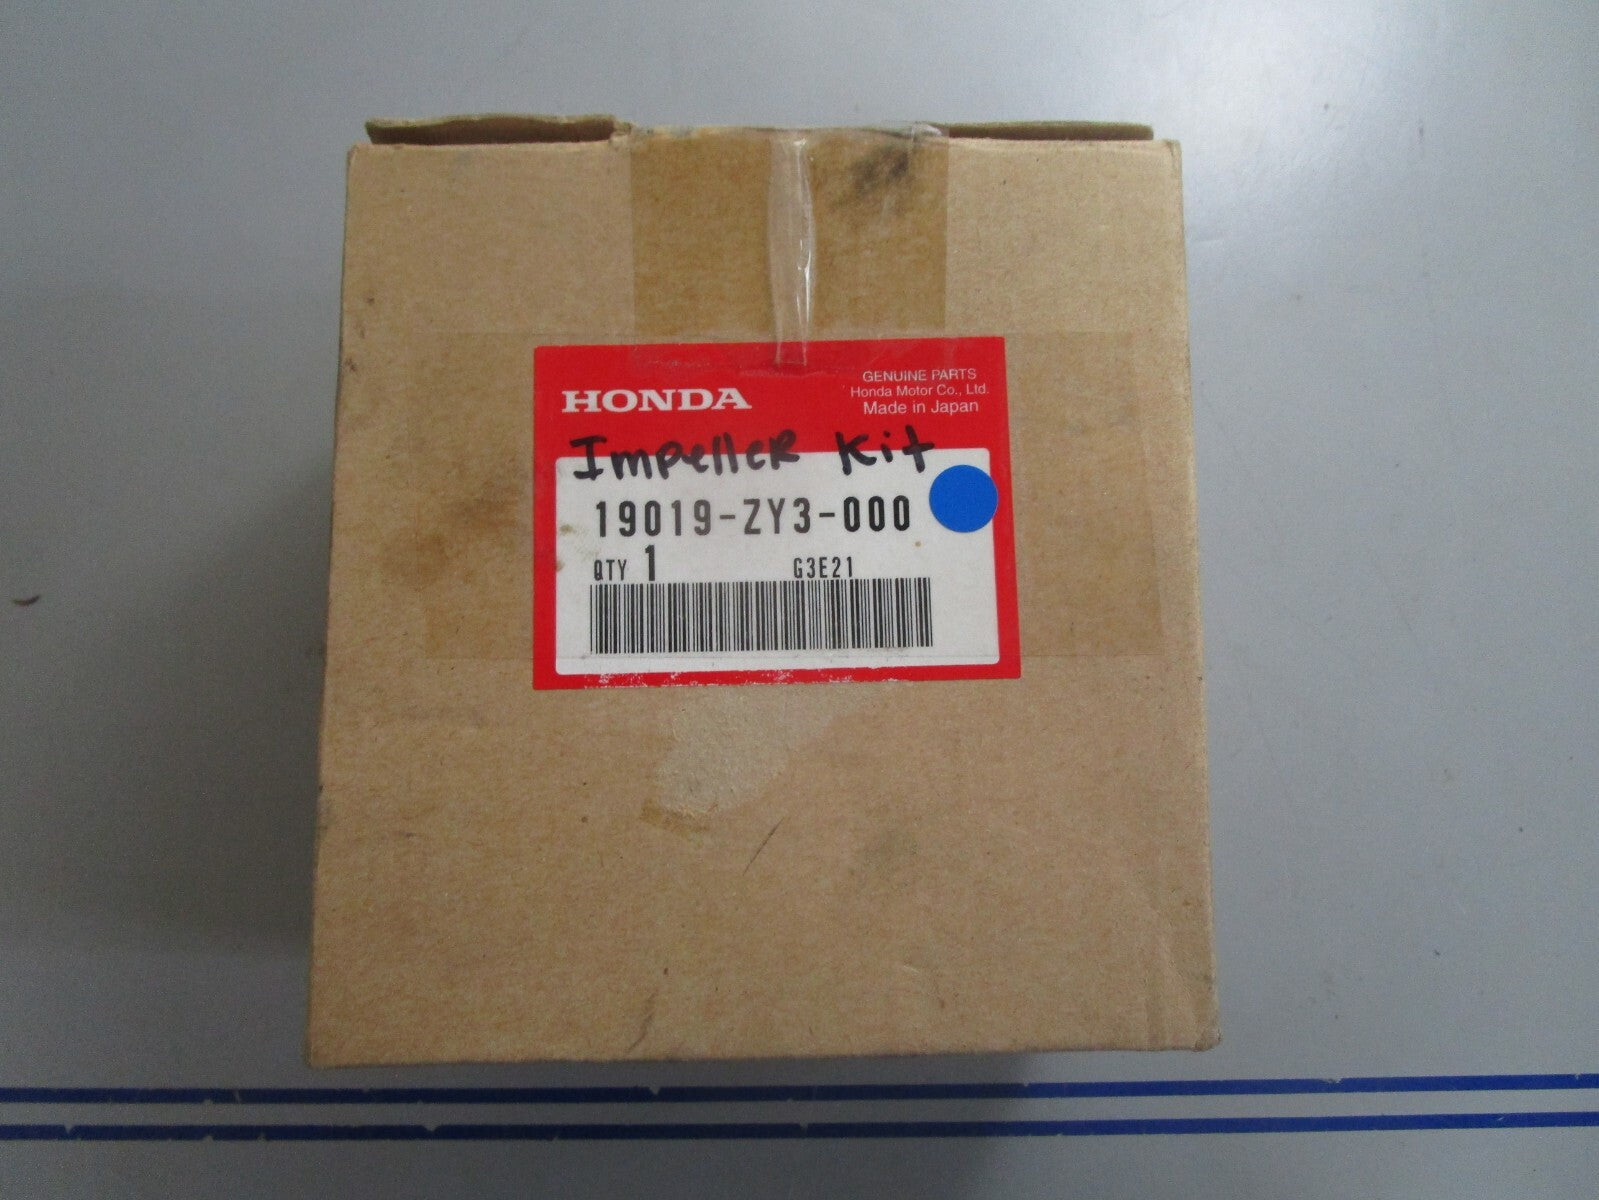 HONDA
GENUINE PARTS
Honda Motor Co., Ltd.
Made in Japan
Impeller Kit
19019-ZY3-000
QTY 1 G3E21